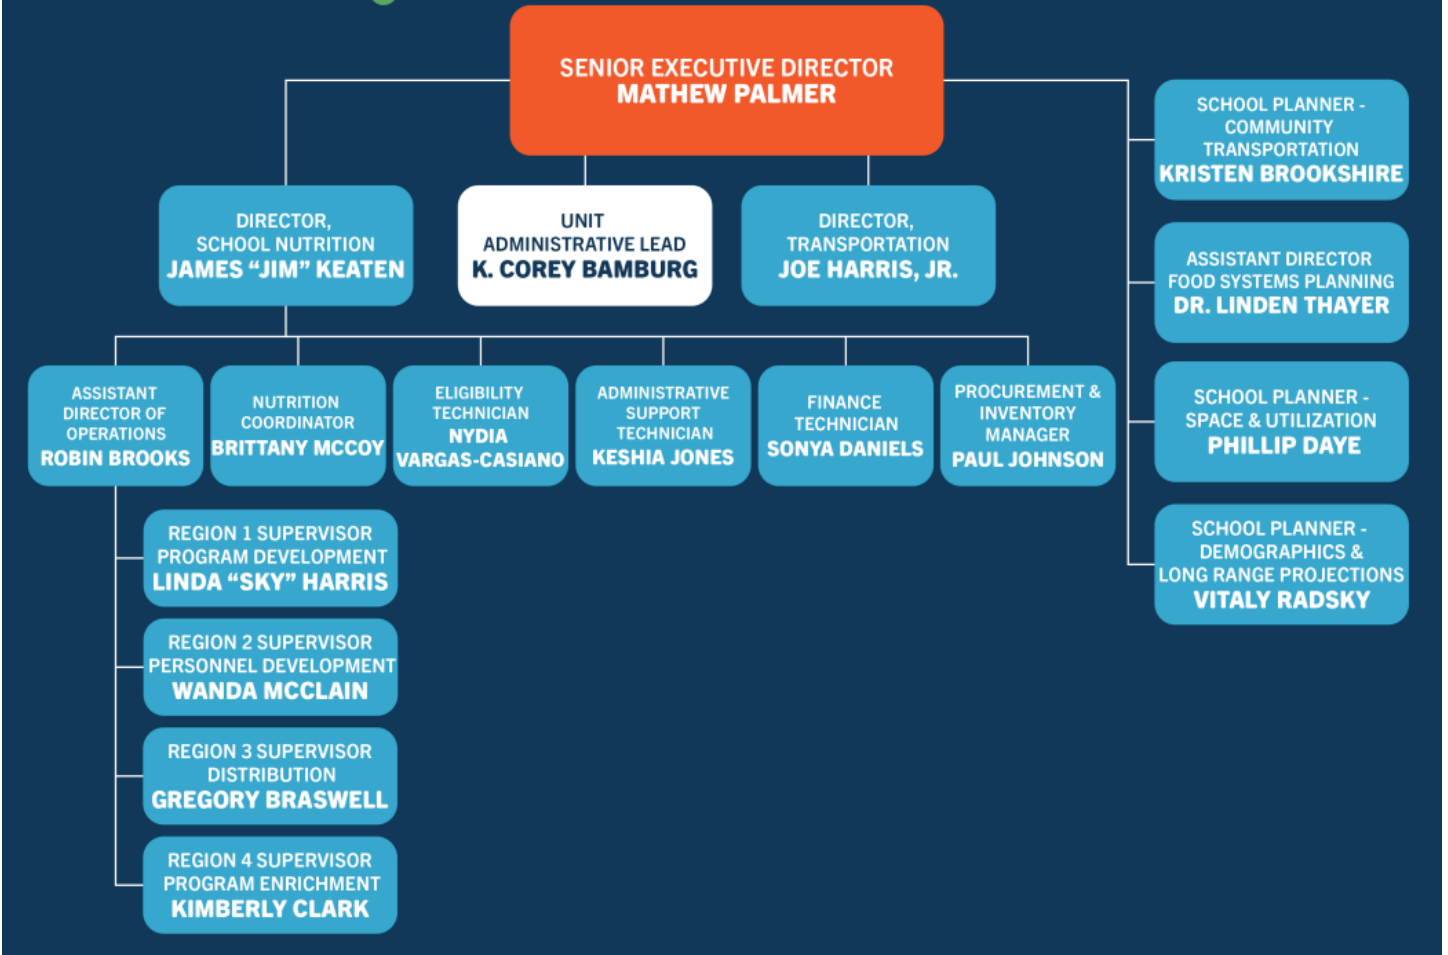 SENIOR EXECUTIVE DIRECTOR
MATHEW PALMER
DIRECTOR,
SCHOOL NUTRITION
JAMES “JIM” KEATEN
UNIT
ADMINISTRATIVE LEAD
K. COREY BAMBURG
DIRECTOR,
TRANSPORTATION
JOE HARRIS, JR.
SCHOOL PLANNER -
COMMUNITY
TRANSPORTATION
KRISTEN BROOKSHIRE
ASSISTANT DIRECTOR
FOOD SYSTEMS PLANNING
DR. LINDEN THAYER
SCHOOL PLANNER -
SPACE & UTILIZATION
PHILLIP DAYE
SCHOOL PLANNER -
DEMOGRAPHICS &
LONG RANGE PROJECTIONS
VITALY RADSKY
ASSISTANT
DIRECTOR OF
OPERATIONS
ROBIN BROOKS
NUTRITION
COORDINATOR
BRITTANY MCCOY
ELIGIBILITY
TECHNICIAN
NYDIA
VARGAS-CASIANO
ADMINISTRATIVE
SUPPORT
TECHNICIAN
KESHIA JONES
FINANCE
TECHNICIAN
SONYA DANIELS
PROCUREMENT &
INVENTORY
MANAGER
PAUL JOHNSON
REGION 1 SUPERVISOR
PROGRAM DEVELOPMENT
LINDA “SKY” HARRIS
REGION 2 SUPERVISOR
PERSONNEL DEVELOPMENT
WANDA MCCLAIN
REGION 3 SUPERVISOR
DISTRIBUTION
GREGORY BRASWELL
REGION 4 SUPERVISOR
PROGRAM ENRICHMENT
KIMBERLY CLARK